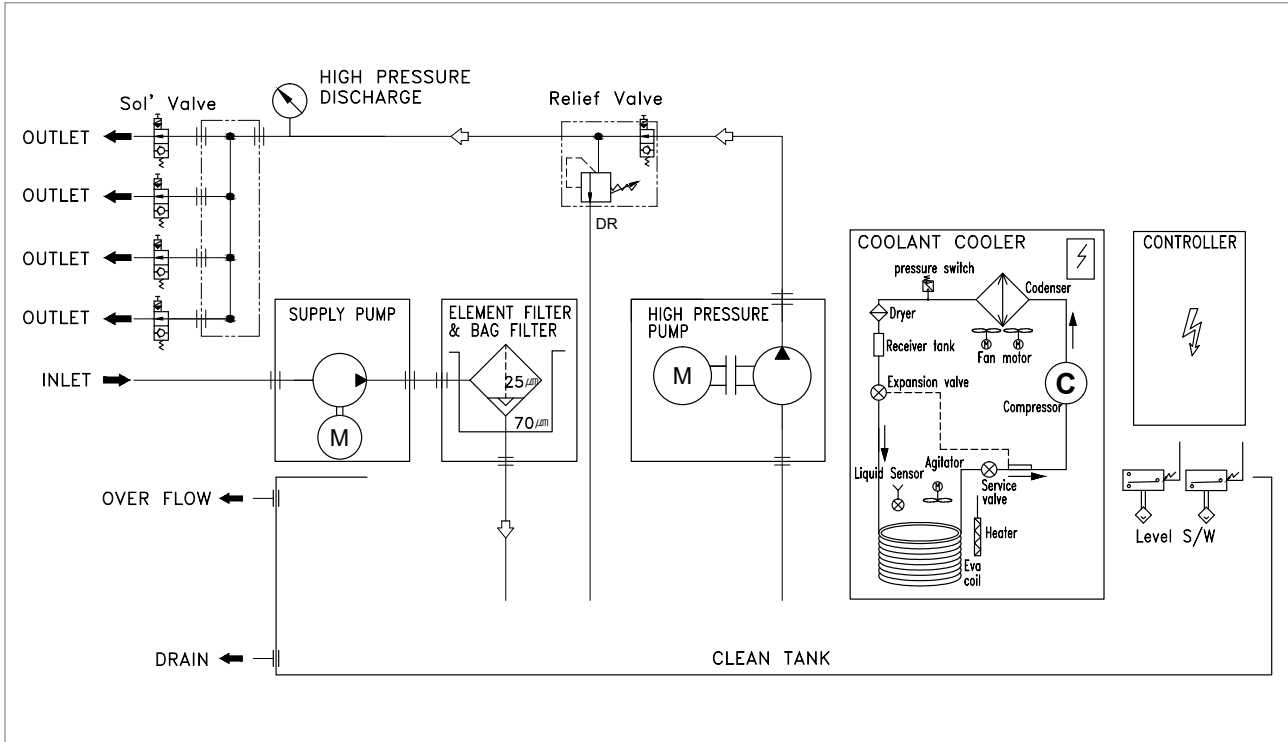 HIGH PRESSURE
DISCHARGE
Sol' Valve
Relief Valve
OUTLET
OUTLET
OUTLET
OUTLET
DR
INLET
SUPPLY PUMP
M
ELEMENT FILTER
& BAG FILTER
25㎛
70㎛
HIGH PRESSURE
PUMP
M
COOLANT COOLER
pressure switch
Codenser
Dryer
Receiver tank
M
M
Fan motor
Expansion valve
C
Compressor
Liquid Sensor
Agitator
M
Service
valve
Heater
Eva
coil
CONTROLLER
Level S/W
OVER FLOW
DRAIN
CLEAN TANK